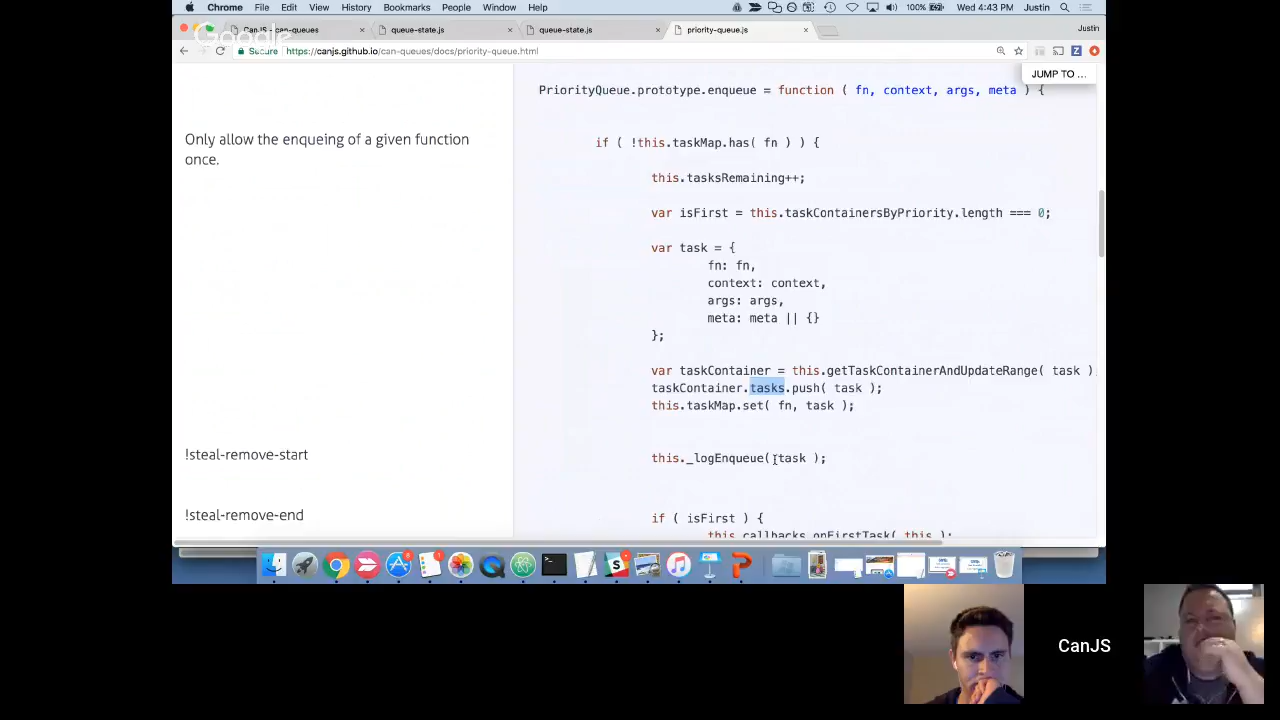 Chrome File Edit View History Bookmarks People Window Help 100% Wed 4:43 PM Justin
Google
CanJS - can-queues queue-state.js queue-state.js priority-queue.js Justin
Secure https://canjs.github.io/can-queues/docs/priority-queue.html
JUMP TO ...
PriorityQueue.prototype.enqueue = function ( fn, context, args, meta ) {
Only allow the enqueing of a given function
once.
if ( !this.taskMap.has( fn ) ) {
this.tasksRemaining++;
var isFirst = this.taskContainersByPriority.length === 0;
var task = {
fn: fn,
context: context,
args: args,
meta: meta || {}
};
var taskContainer = this.getTaskContainerAndUpdateRange( task )
taskContainer.tasks.push( task );
this.taskMap.set( fn, task );
!steal-remove-start
this._logEnqueue( task );
!steal-remove-end
if ( isFirst ) {
this.callbacks.onFirstTask( this );
CanJS